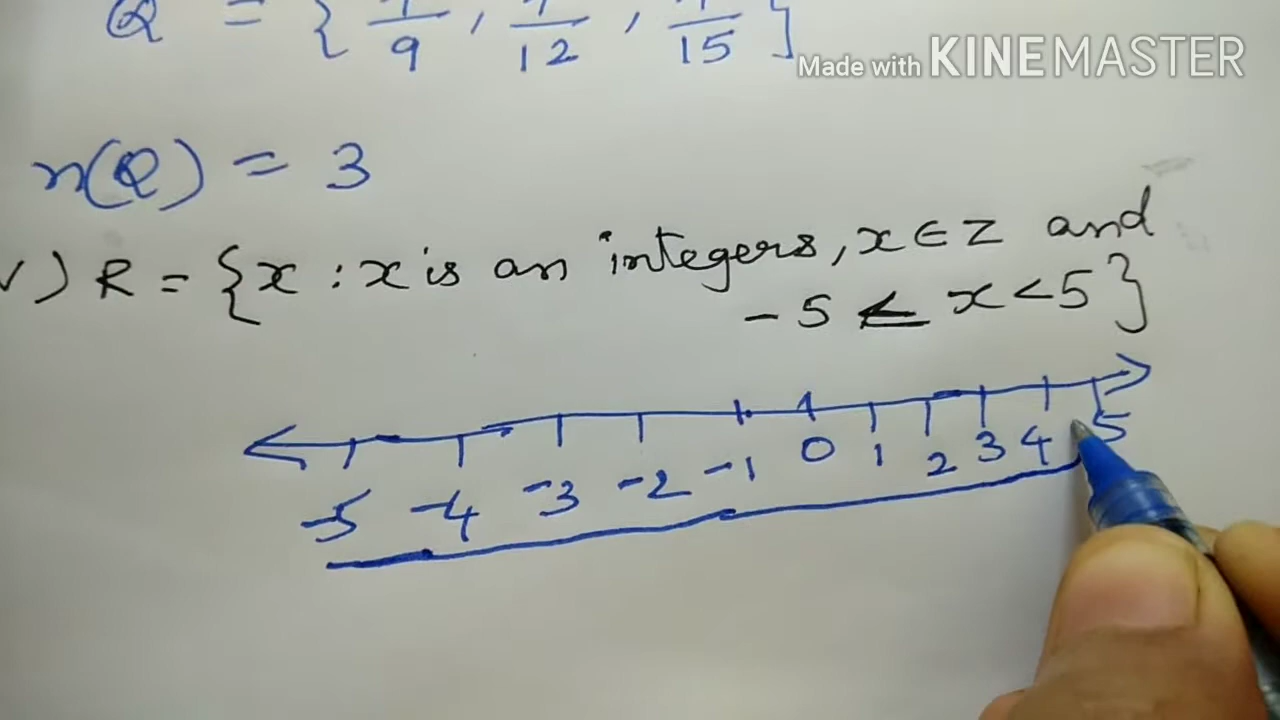 Q = { 1/9 , 1/12 , 1/15 }
Made with KINEMASTER
n(Q) = 3
v) R = {x : x is an integers, x ∈ Z and
-5 ≤ x < 5}
-5 -4 -3 -2 -1 0 1 2 3 4 5